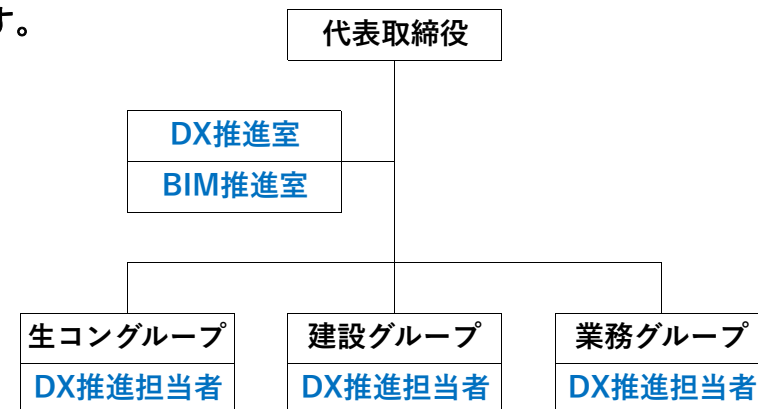 す。
代表取締役
DX推進室
BIM推進室
生コングループ
建設グループ
業務グループ
DX推進担当者
DX推進担当者
DX推進担当者